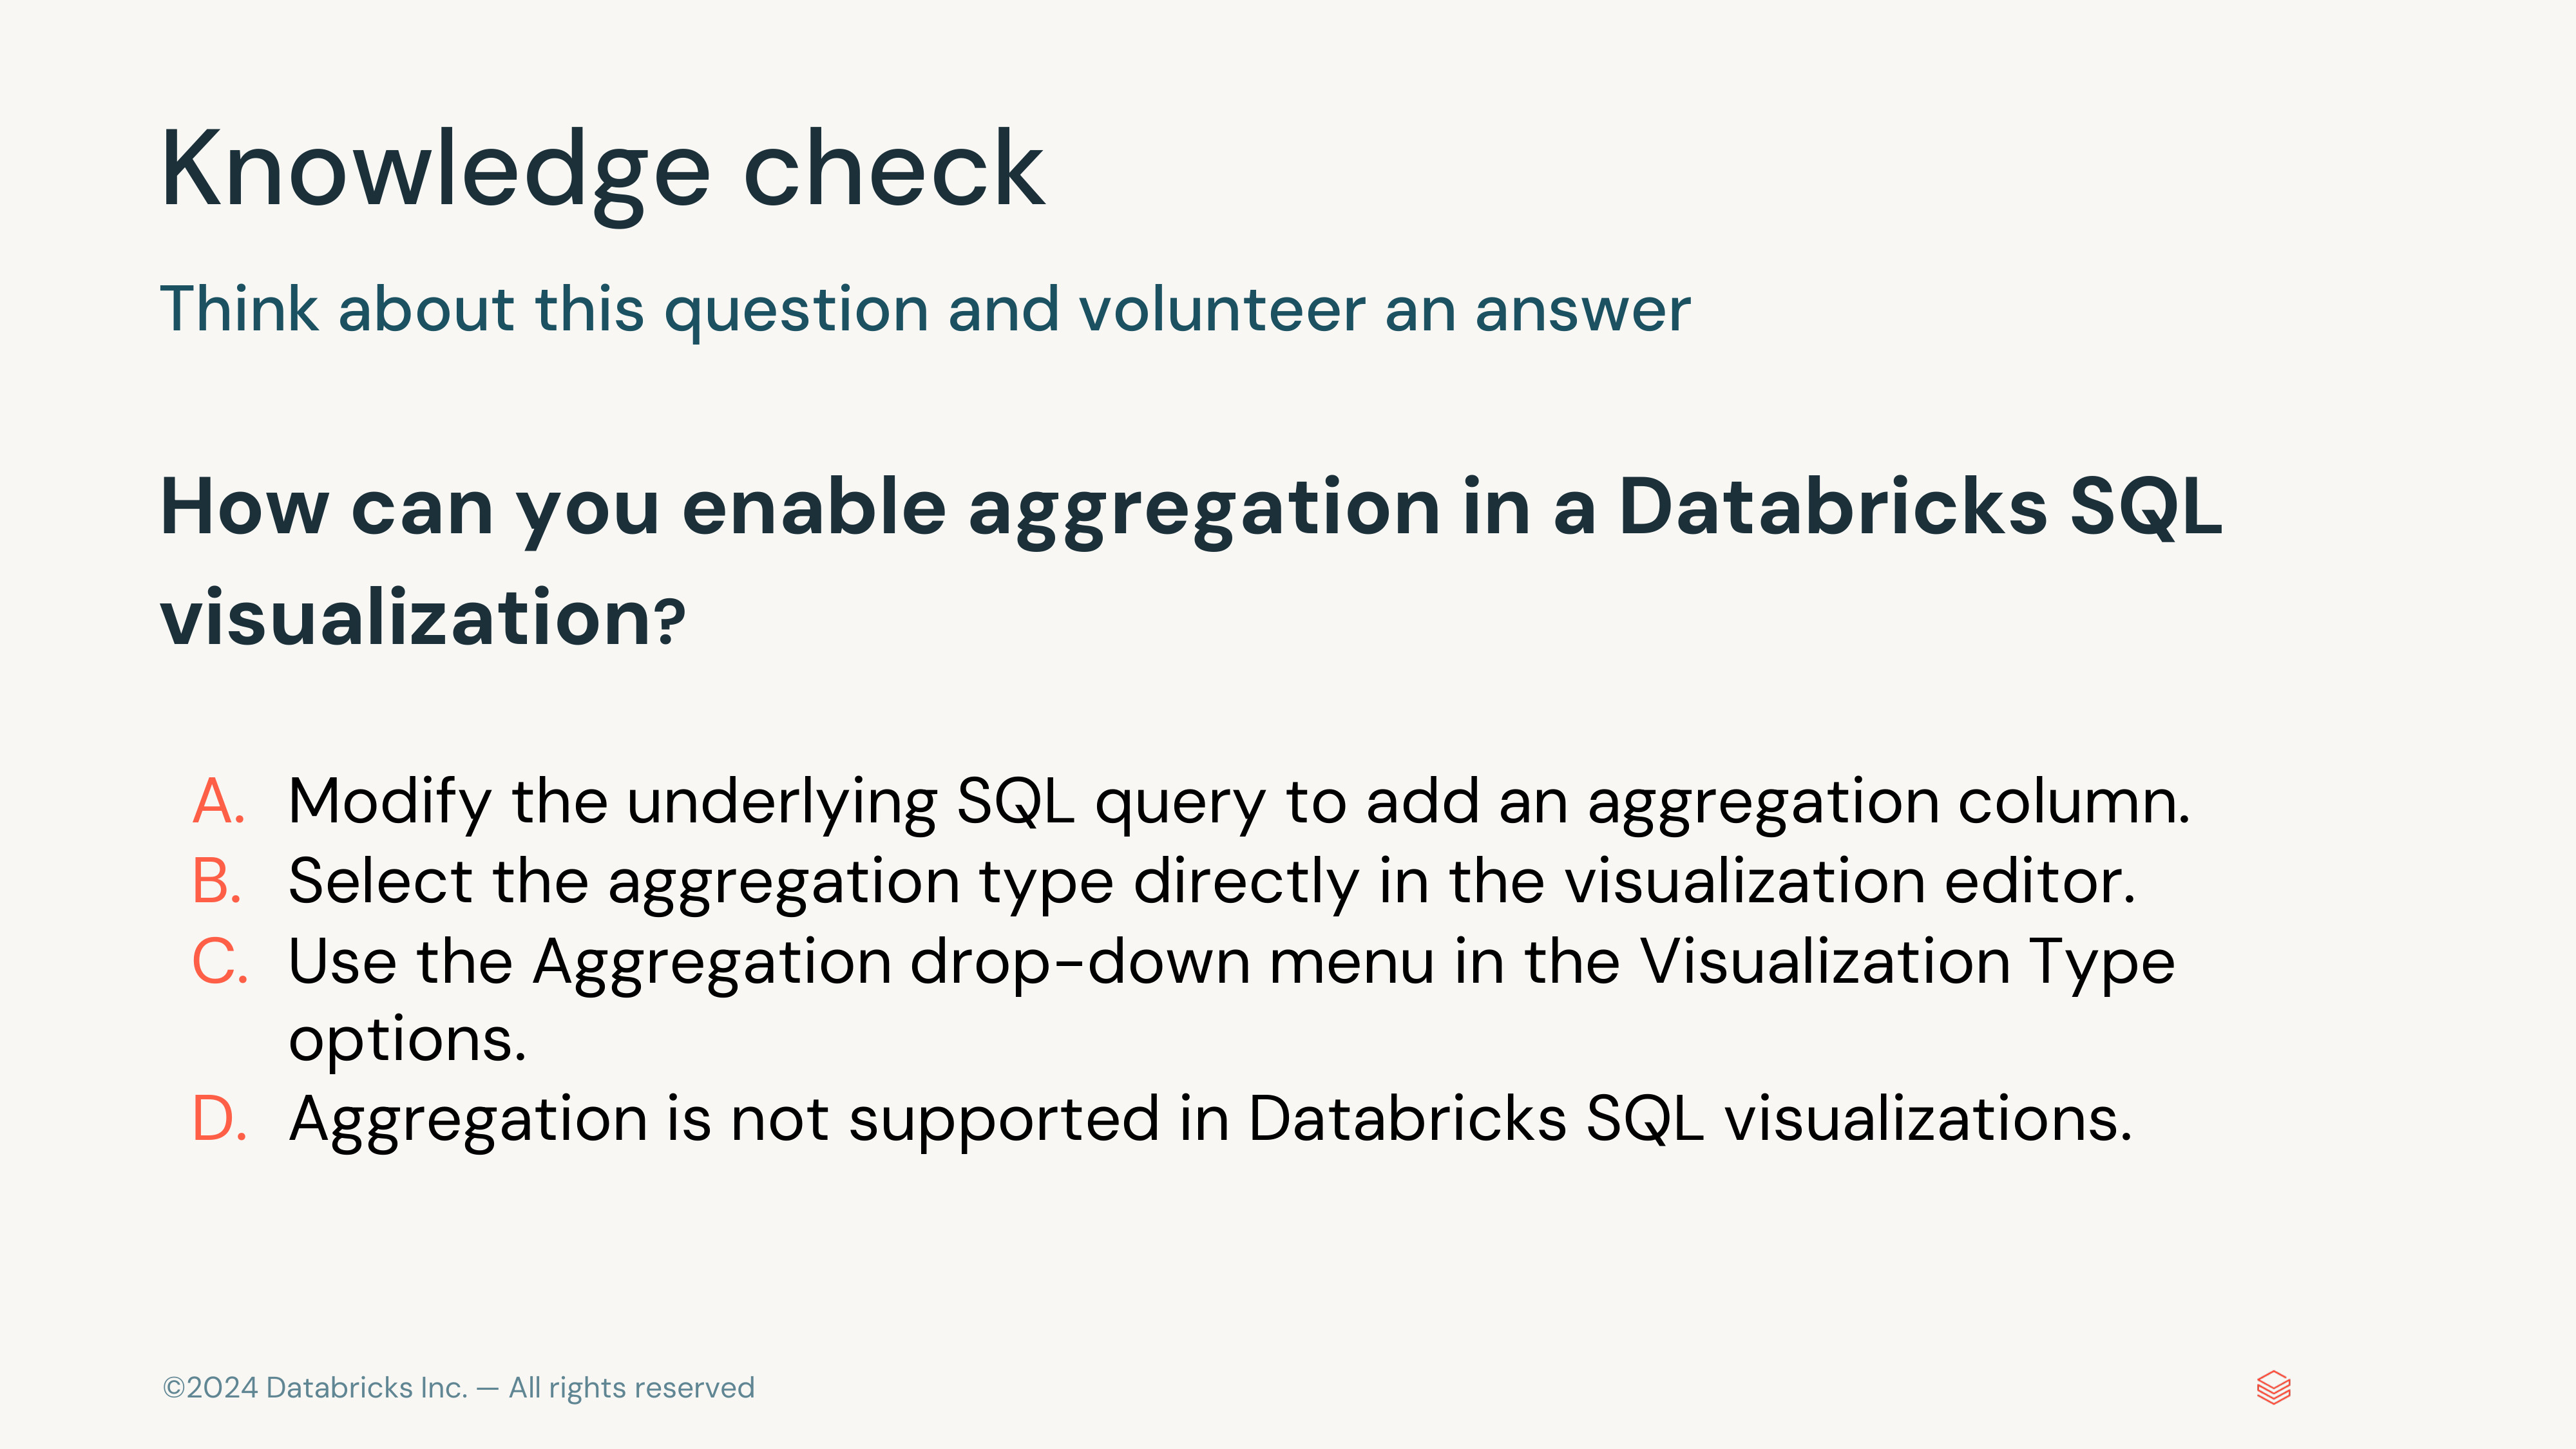 Knowledge check
Think about this question and volunteer an answer
How can you enable aggregation in a Databricks SQL
visualization?
A. Modify the underlying SQL query to add an aggregation column.
B. Select the aggregation type directly in the visualization editor.
C. Use the Aggregation drop-down menu in the Visualization Type
options.
D. Aggregation is not supported in Databricks SQL visualizations.
©2024 Databricks Inc. — All rights reserved